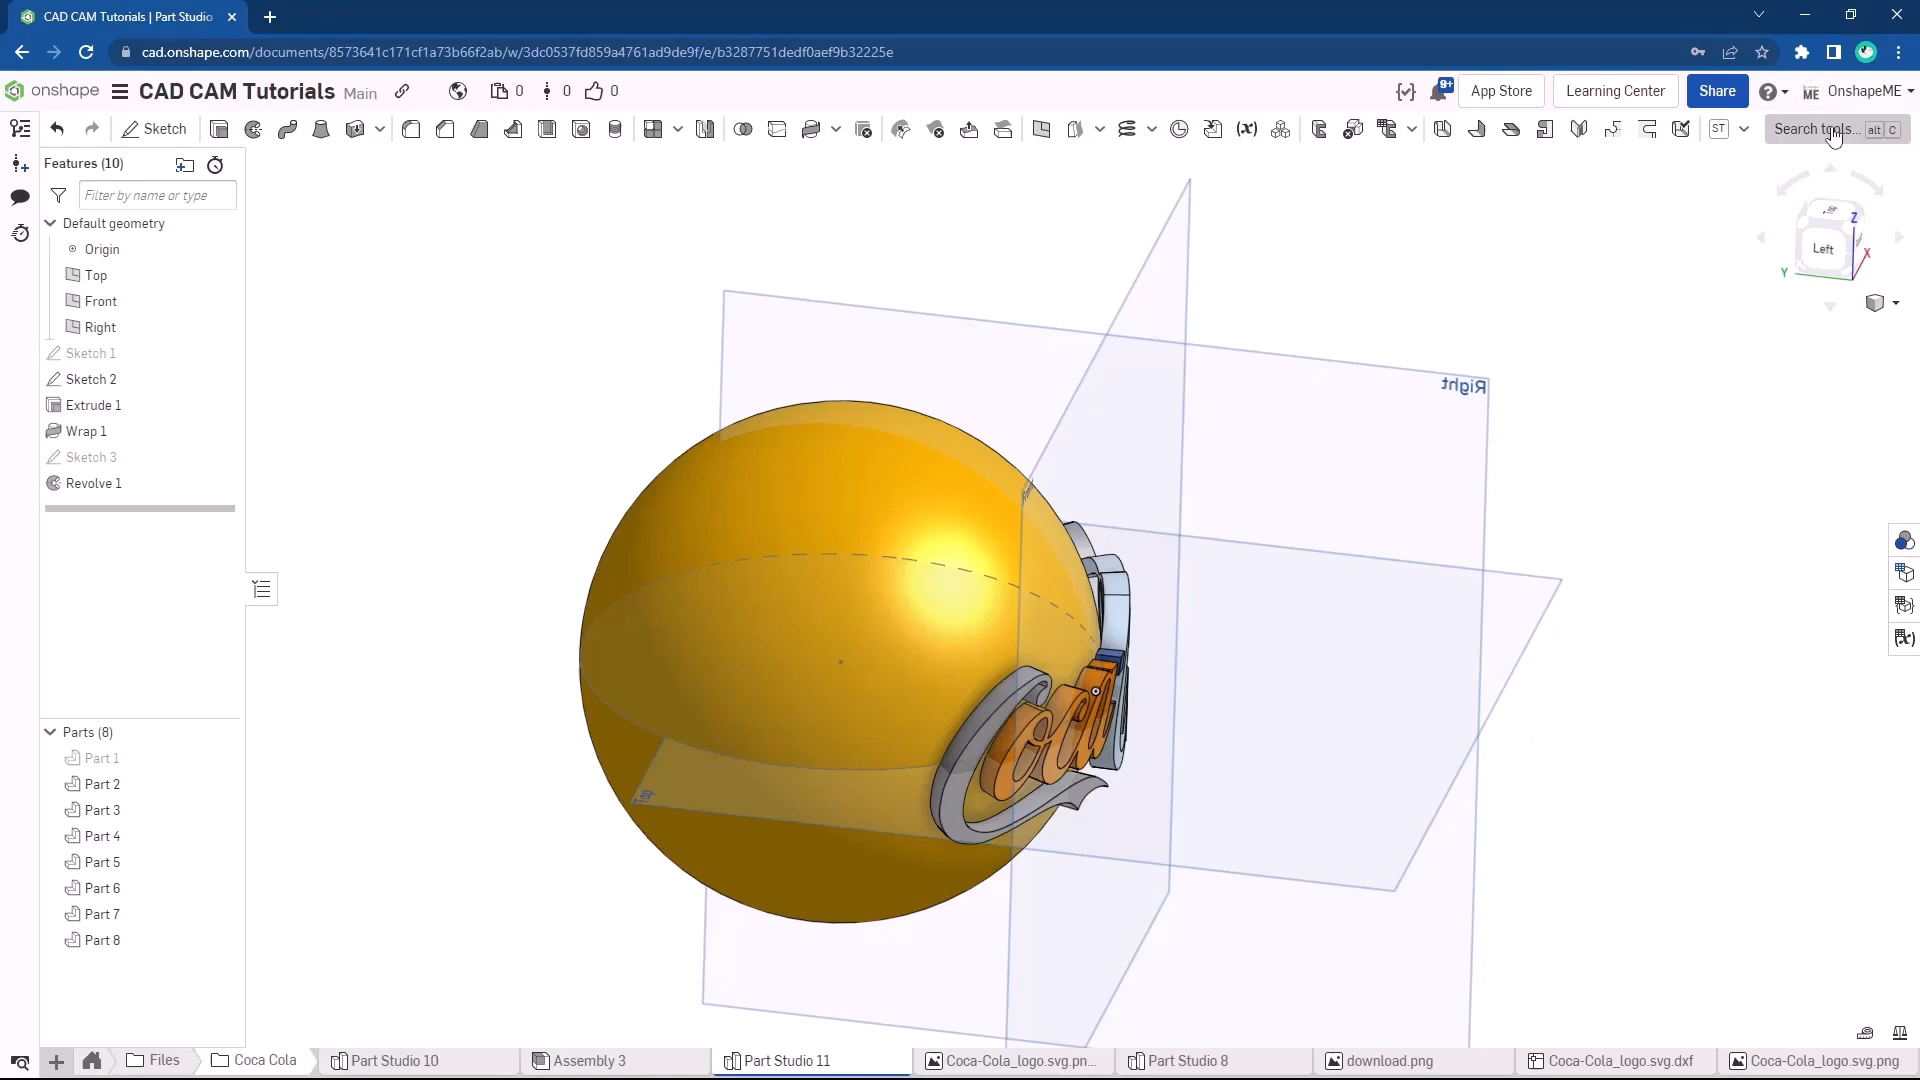 CAD CAM Tutorials | Part Studio
cad.onshape.com/documents/8573641c171cf1a73b66f2ab/w/3dc0537fd859a4761ad9de9f/e/b3287751dedf0aef9b32225e
onshape CAD CAM Tutorials Main 0 0 0 9+ App Store Learning Center Share ME OnshapeME
Sketch (x) ST Search tools... alt C
Features (10)
Filter by name or type
Default geometry
Origin
Top
Front
Right
Sketch 1
Sketch 2
Extrude 1
Wrap 1
Sketch 3
Revolve 1
Parts (8)
Part 1
Part 2
Part 3
Part 4
Part 5
Part 6
Part 7
Part 8
Z
Left
X
Y
Right
Top
(x)
Files Coca Cola Part Studio 10 Assembly 3 Part Studio 11 Coca-Cola_logo.svg.pn... Part Studio 8 download.png Coca-Cola_logo.svg.dxf Coca-Cola_logo.svg.png